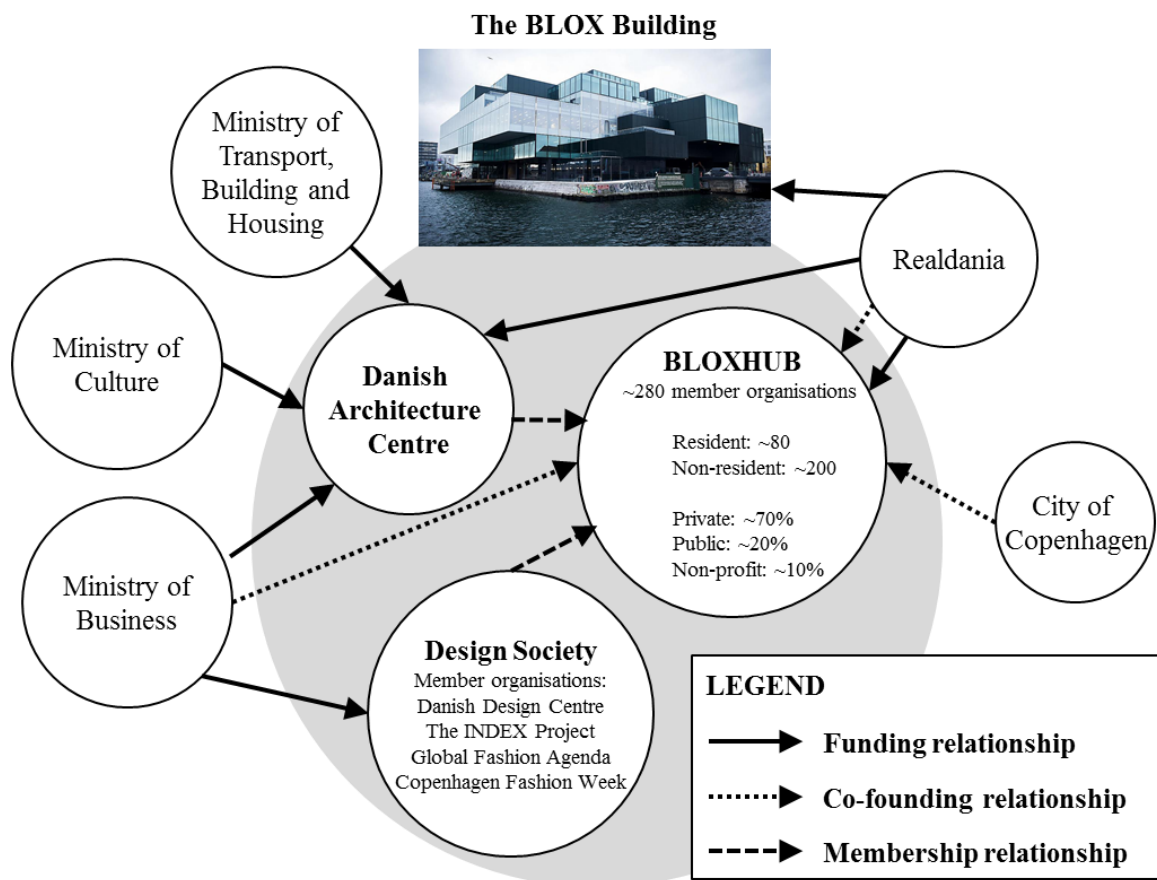 The BLOX Building
Ministry of
Transport,
Building and
Housing
Realdania
Ministry of
Culture
Danish
Architecture
Centre
BLOXHUB
~280 member organisations
Resident: ~80
Non-resident: ~200
Private: ~70%
Public: ~20%
Non-profit: ~10%
City of
Copenhagen
Ministry of
Business
Design Society
Member organisations:
Danish Design Centre
The INDEX Project
Global Fashion Agenda
Copenhagen Fashion Week
LEGEND
Funding relationship
Co-founding relationship
Membership relationship